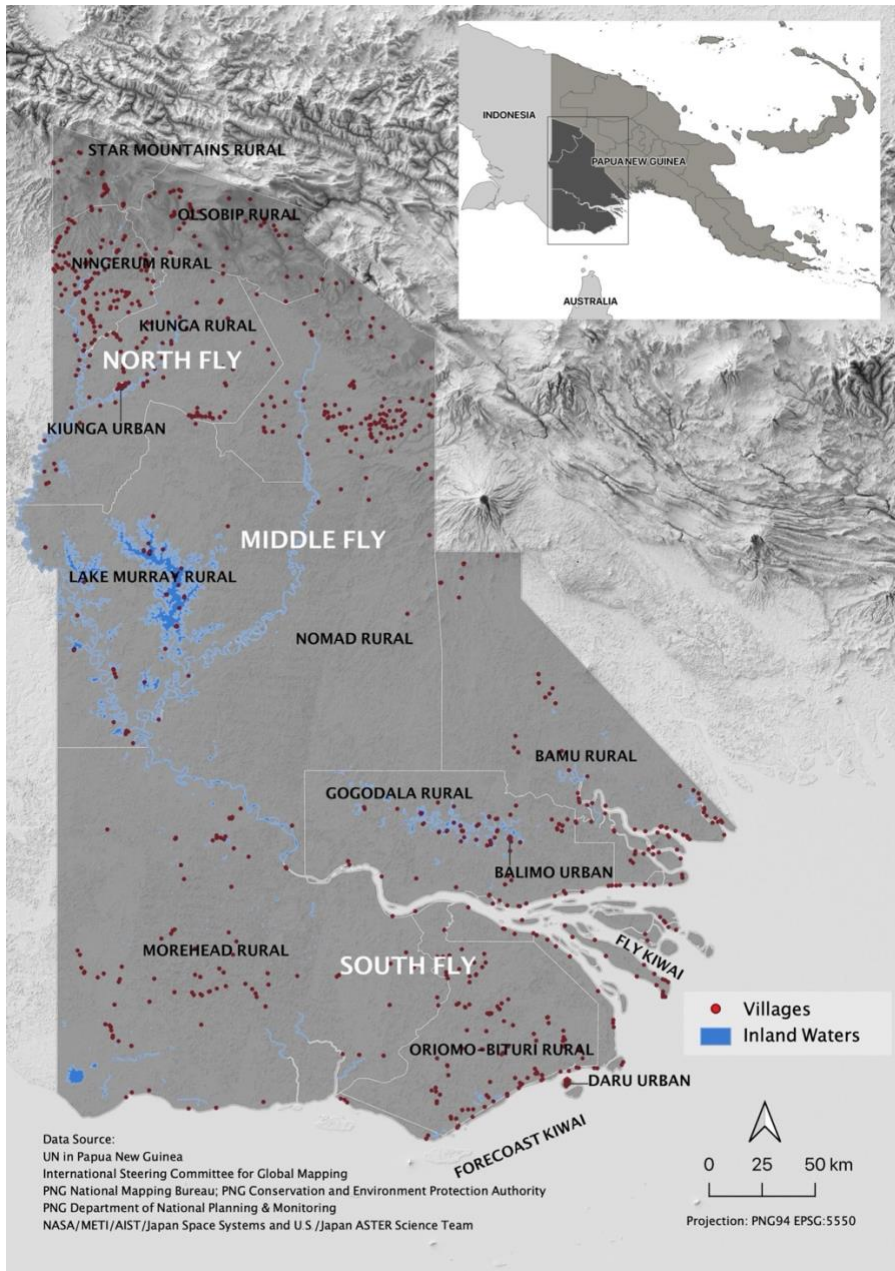 INDONESIA
PAPUA NEW GUINEA
AUSTRALIA
STAR MOUNTAINS RURAL
OLSOBIP RURAL
NINGERUM RURAL
KIUNGA RURAL
NORTH FLY
KIUNGA URBAN
MIDDLE FLY
LAKE MURRAY RURAL
NOMAD RURAL
BAMU RURAL
GOGODALA RURAL
BALIMO URBAN
MOREHEAD RURAL
SOUTH FLY
FLY KIWAI
ORIOMO-BITURI RURAL
DARU URBAN
FORECOAST KIWAI
Villages
Inland Waters
0 25 50 km
Projection: PNG94 EPSG:5550
Data Source:
UN in Papua New Guinea
International Steering Committee for Global Mapping
PNG National Mapping Bureau; PNG Conservation and Environment Protection Authority
PNG Department of National Planning & Monitoring
NASA/METI/AIST/Japan Space Systems and U.S./Japan ASTER Science Team